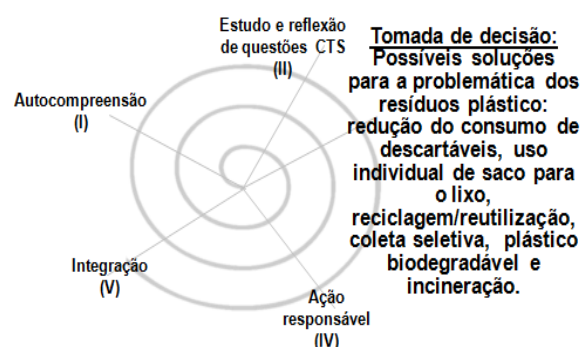 Estudo e reflexão
de questões CTS
(II)
Tomada de decisão:
Possíveis soluções
para a problemática dos
resíduos plástico:
redução do consumo de
descartáveis, uso
individual de saco para
o lixo,
reciclagem/reutilização,
coleta seletiva, plástico
biodegradável e
incineração.
Autocompreensão
(I)
Integração
(V)
Ação
responsável
(IV)